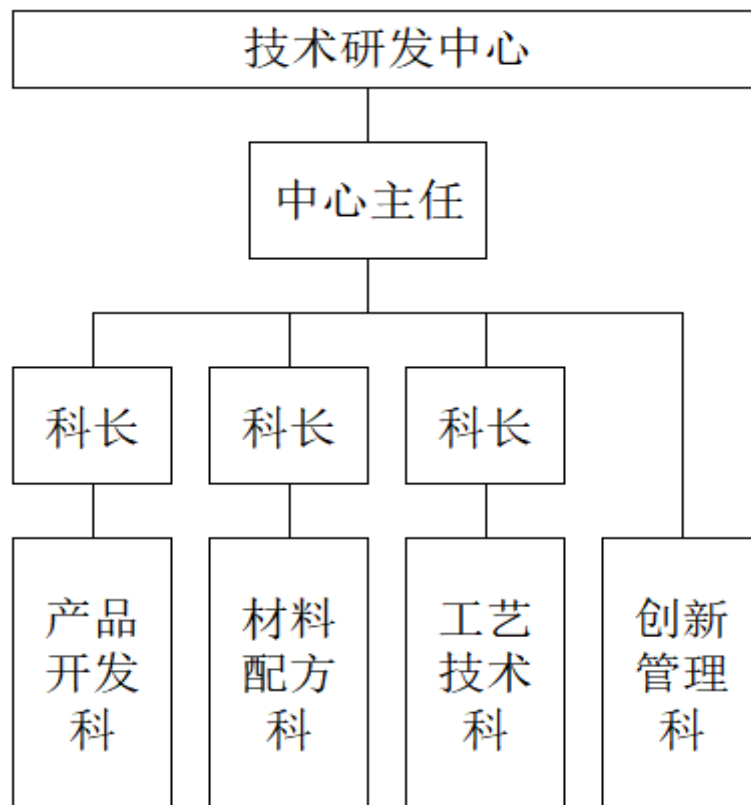 技术研发中心
中心主任
科长
科长
科长
产品
开发
科
材料
配方
科
工艺
技术
科
创新
管理
科